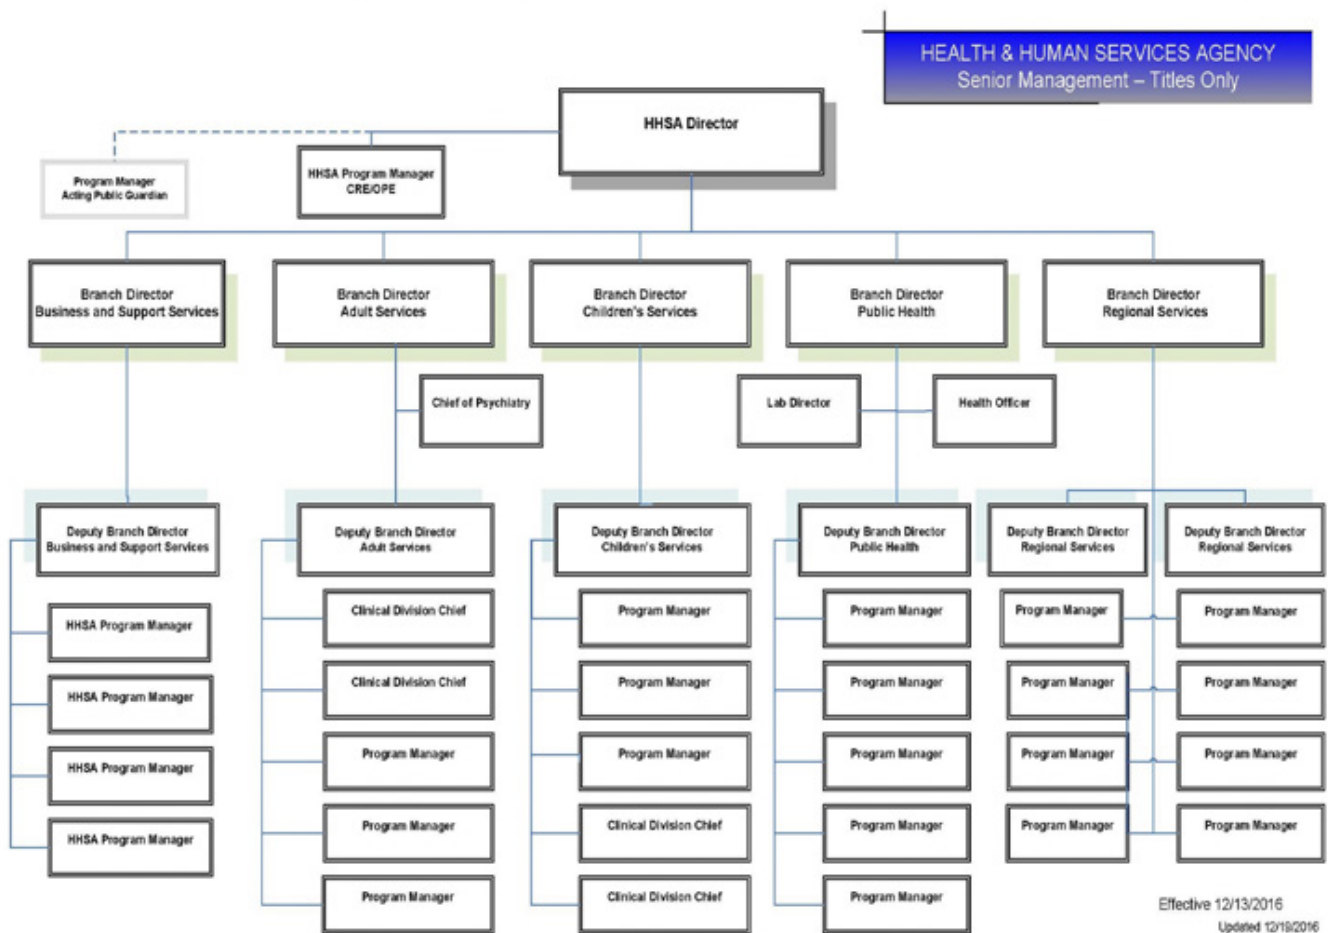 HEALTH & HUMAN SERVICES AGENCY
Senior Management – Titles Only
HHSA Director
Program Manager
Acting Public Guardian
HHSA Program Manager
CRE/OPE
Branch Director
Business and Support Services
Branch Director
Adult Services
Branch Director
Children's Services
Branch Director
Public Health
Branch Director
Regional Services
Chief of Psychiatry
Lab Director
Health Officer
Deputy Branch Director
Business and Support Services
Deputy Branch Director
Adult Services
Deputy Branch Director
Children's Services
Deputy Branch Director
Public Health
Deputy Branch Director
Regional Services
Deputy Branch Director
Regional Services
HHSA Program Manager
Clinical Division Chief
Program Manager
Program Manager
Program Manager
Program Manager
HHSA Program Manager
Clinical Division Chief
Program Manager
Program Manager
Program Manager
Program Manager
HHSA Program Manager
Program Manager
Program Manager
Program Manager
Program Manager
Program Manager
HHSA Program Manager
Program Manager
Clinical Division Chief
Program Manager
Program Manager
Program Manager
Program Manager
Clinical Division Chief
Program Manager
Effective 12/13/2016
Updated 12/19/2016